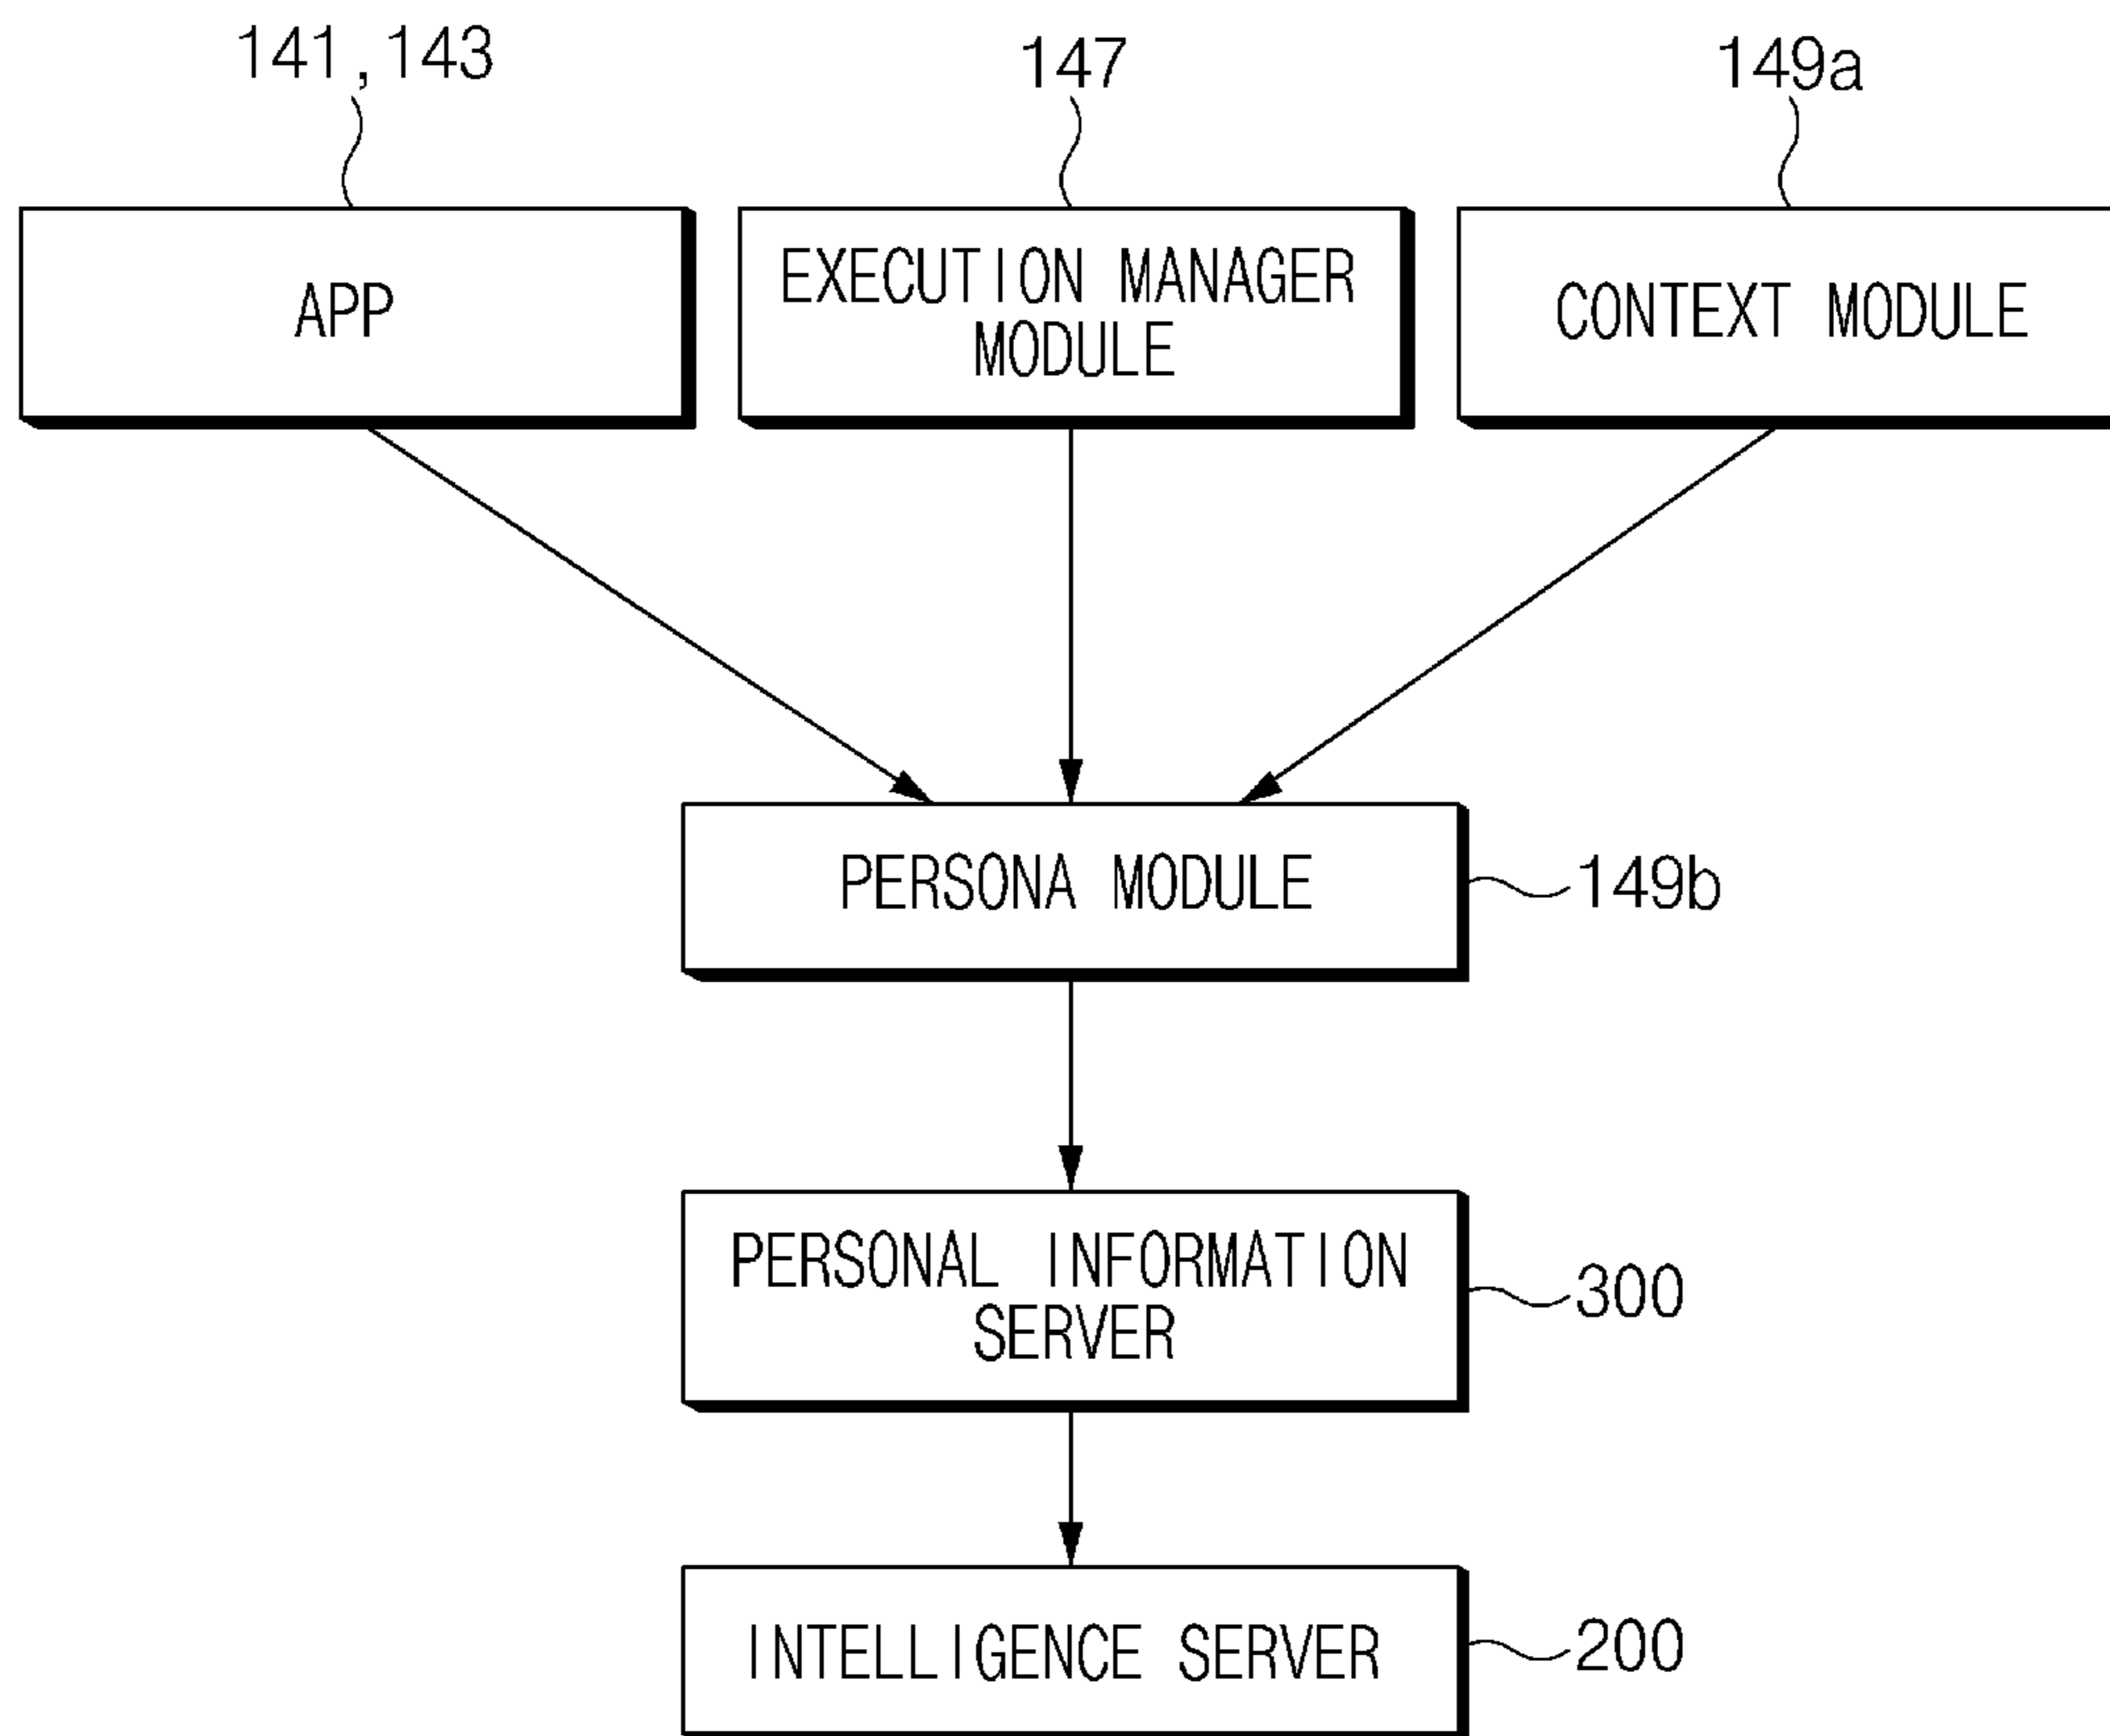 141, 143
147
149a
APP
EXECUTION MANAGER
MODULE
CONTEXT MODULE
PERSONA MODULE
149b
PERSONAL INFORMATION
SERVER
300
INTELLIGENCE SERVER
200